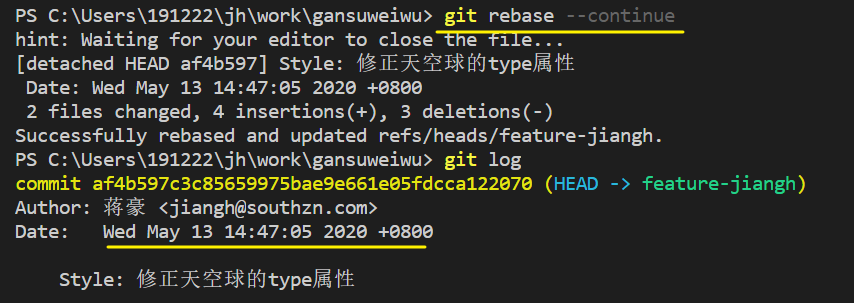 PS C:\Users\191222\jh\work\gansuweiwu> git rebase --continue
hint: Waiting for your editor to close the file...
[detached HEAD af4b597] Style: 修正天空球的type属性
 Date: Wed May 13 14:47:05 2020 +0800
 2 files changed, 4 insertions(+), 3 deletions(-)
Successfully rebased and updated refs/heads/feature-jiangh.
PS C:\Users\191222\jh\work\gansuweiwu> git log
commit af4b597c3c85659975bae9e661e05fdcca122070 (HEAD -> feature-jiangh)
Author: 蒋豪 <jiangh@southzn.com>
Date:   Wed May 13 14:47:05 2020 +0800
    Style: 修正天空球的type属性